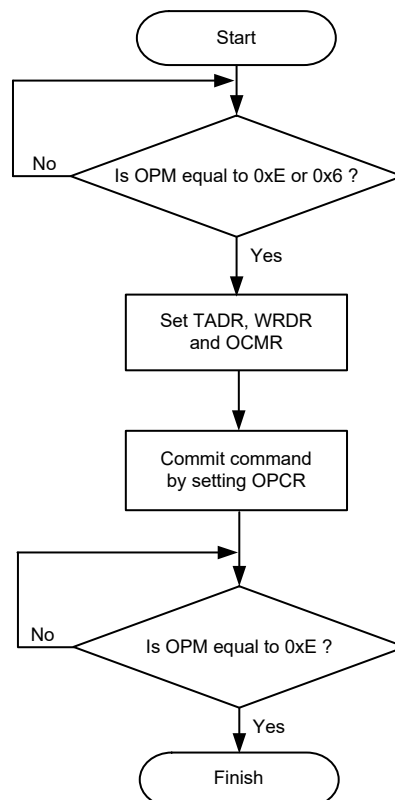 Start
No
Is OPM equal to 0xE or 0x6 ?
Yes
Set TADR, WRDR
and OCMR
Commit command
by setting OPCR
No
Is OPM equal to 0xE ?
Yes
Finish